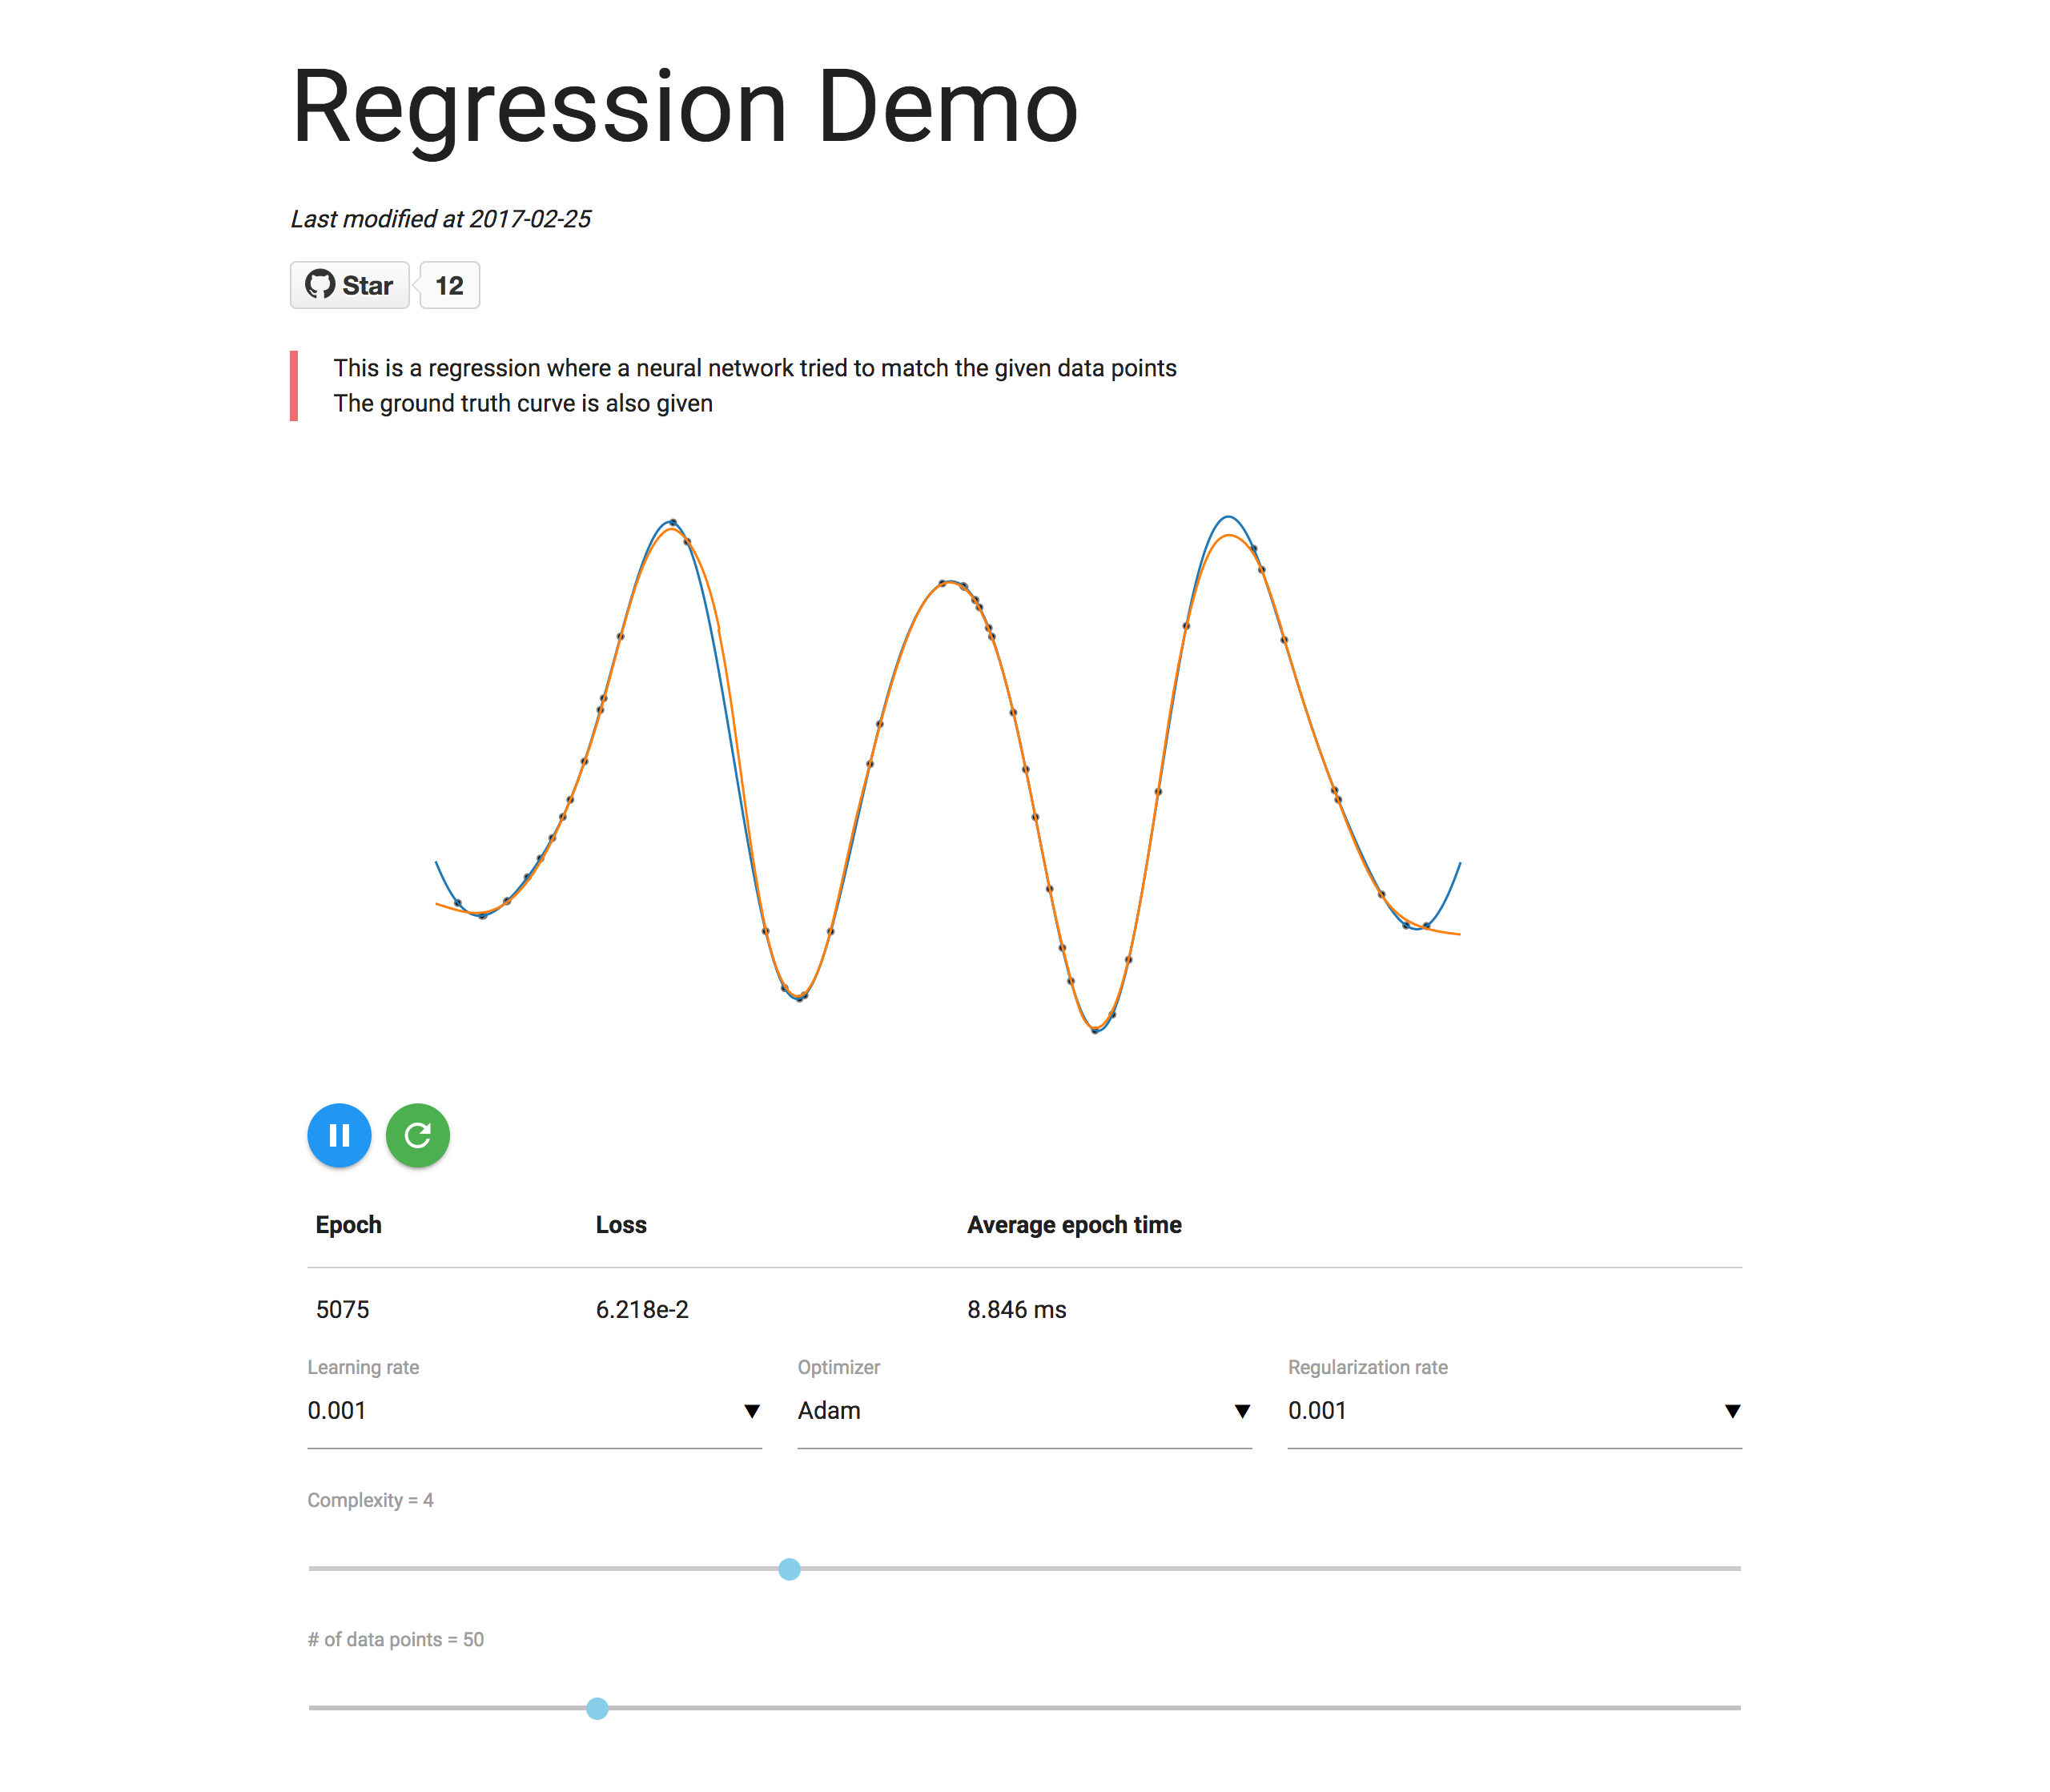 Regression Demo
Last modified at 2017-02-25
Star 12
This is a regression where a neural network tried to match the given data points
The ground truth curve is also given
Epoch Loss Average epoch time
5075 6.218e-2 8.846 ms
Learning rate Optimizer Regularization rate
0.001 Adam 0.001
Complexity = 4
# of data points = 50